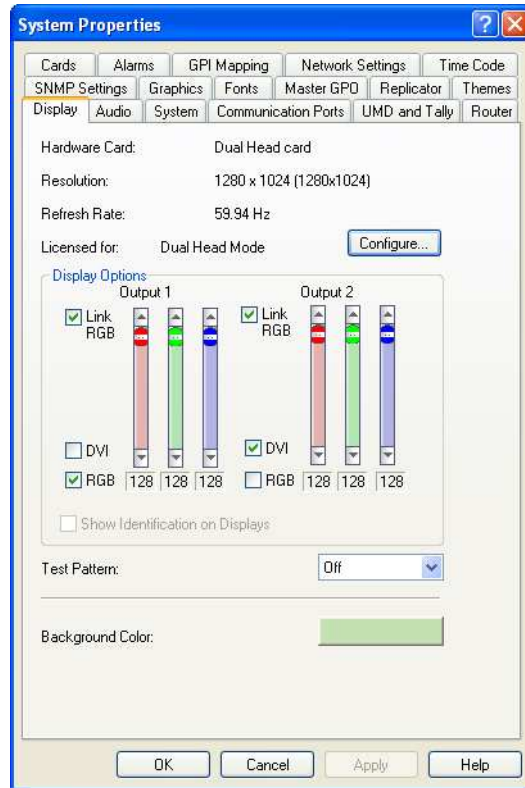 System Properties
Cards Alarms GPI Mapping Network Settings Time Code
SNMP Settings Graphics Fonts Master GPO Replicator Themes
Display Audio System Communication Ports UMD and Tally Router
Hardware Card: Dual Head card
Resolution: 1280 x 1024 (1280x1024)
Refresh Rate: 59.94 Hz
Licensed for: Dual Head Mode Configure...
Display Options
Output 1 Output 2
Link RGB Link RGB
DVI DVI
RGB 128 128 128 RGB 128 128 128
Show Identification on Displays
Test Pattern: Off
Background Color:
OK Cancel Apply Help